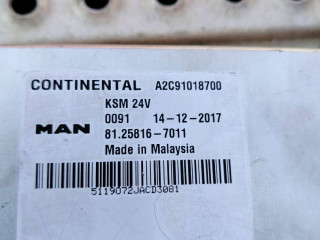 CONTINENTAL A2C91018700
KSM 24V
0091 14-12-2017
MAN 81.25816-7011
Made in Malaysia
5119072JACD3081